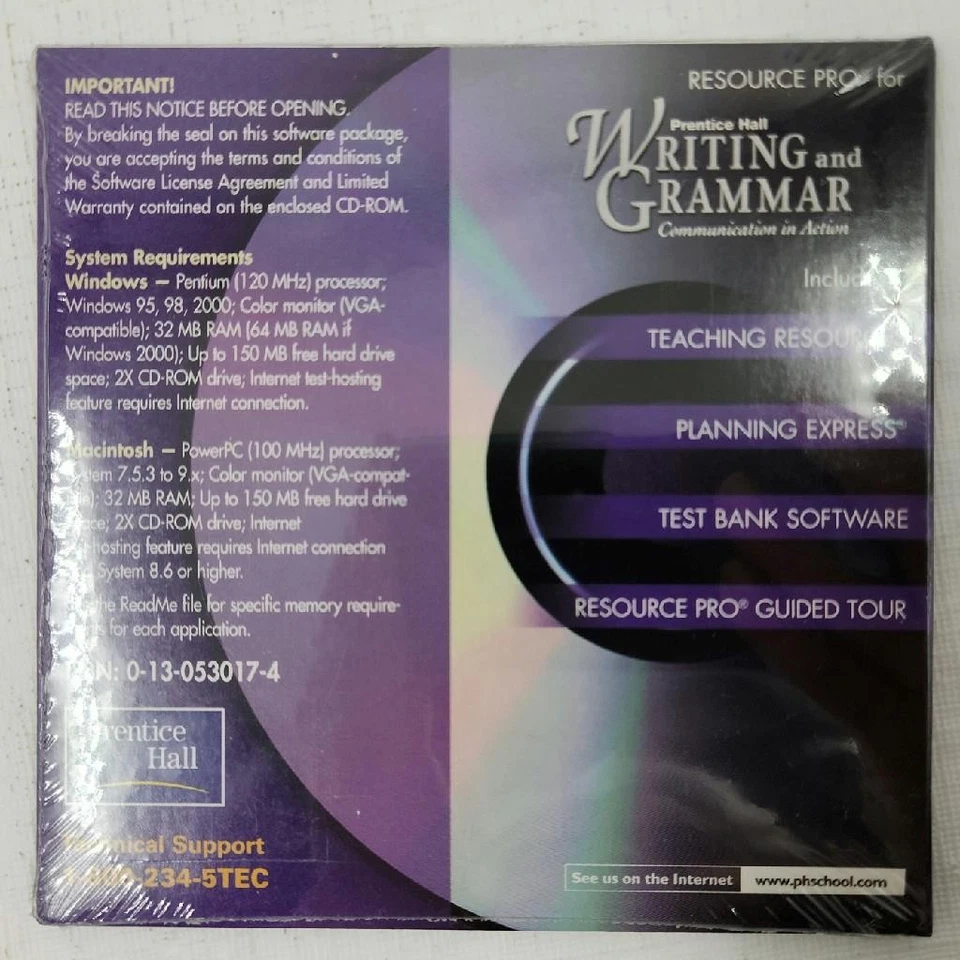 IMPORTANT!
READ THIS NOTICE BEFORE OPENING.
By breaking the seal on this software package,
you are accepting the terms and conditions of
the Software License Agreement and Limited
Warranty contained on the enclosed CD-ROM.
System Requirements
Windows — Pentium (120 MHz) processor;
Windows 95, 98, 2000; Color monitor (VGA-
compatible); 32 MB RAM (64 MB RAM if
Windows 2000); Up to 150 MB free hard drive
space; 2X CD-ROM drive; Internet test-hosting
feature requires Internet connection.
Macintosh — PowerPC (100 MHz) processor;
System 7.5.3 to 9.x; Color monitor (VGA-compat-
32 MB RAM; Up to 150 MB free hard drive
2X CD-ROM drive; Internet
hosting feature requires Internet connection
System 8.6 or higher.
the ReadMe file for specific memory require-
for each application.
0-13-053017-4
Prentice
Hall
Technical Support
234-5TEC
RESOURCE PRO® for
Prentice Hall
WRITING and
GRAMMAR
Communication in Action
TEACHING
PLANNING EXPRESS®
TEST BANK SOFTWARE
RESOURCE PRO® GUIDED TOUR
See us on the Internet www.phschool.com